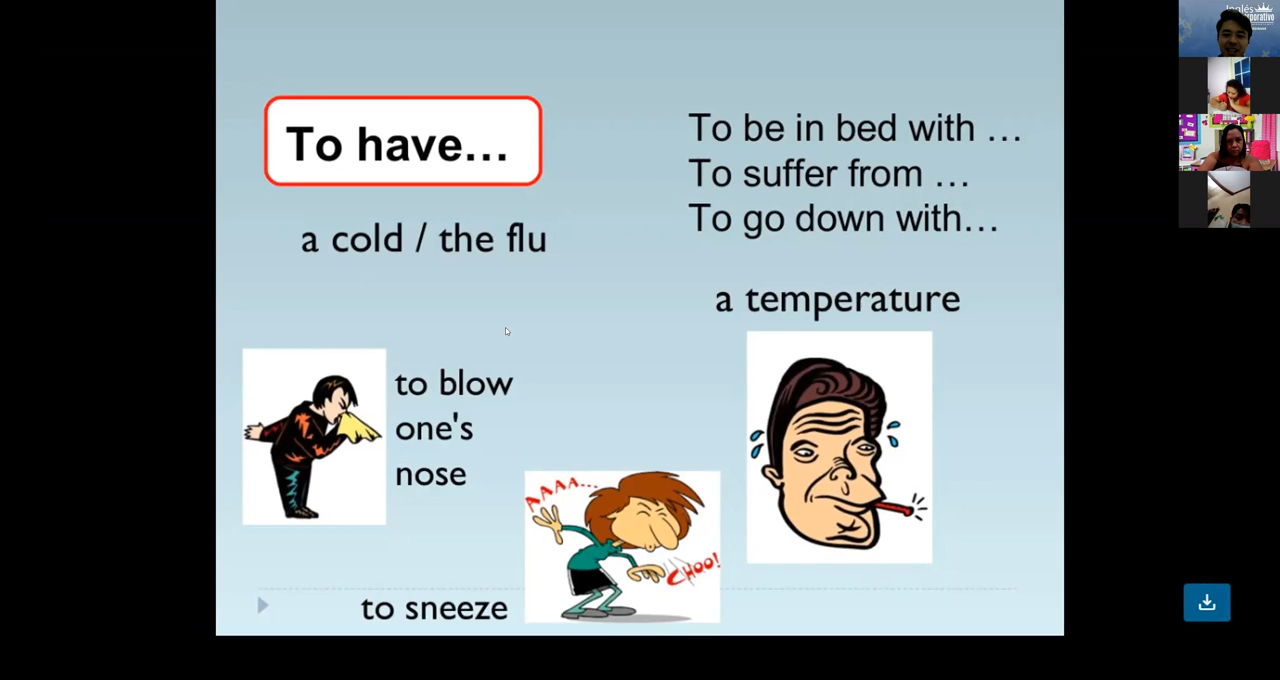 To have…
a cold / the flu
To be in bed with …
To suffer from …
To go down with…
a temperature
to blow
one's
nose
AAAA...
CHOO!
to sneeze
Inglés